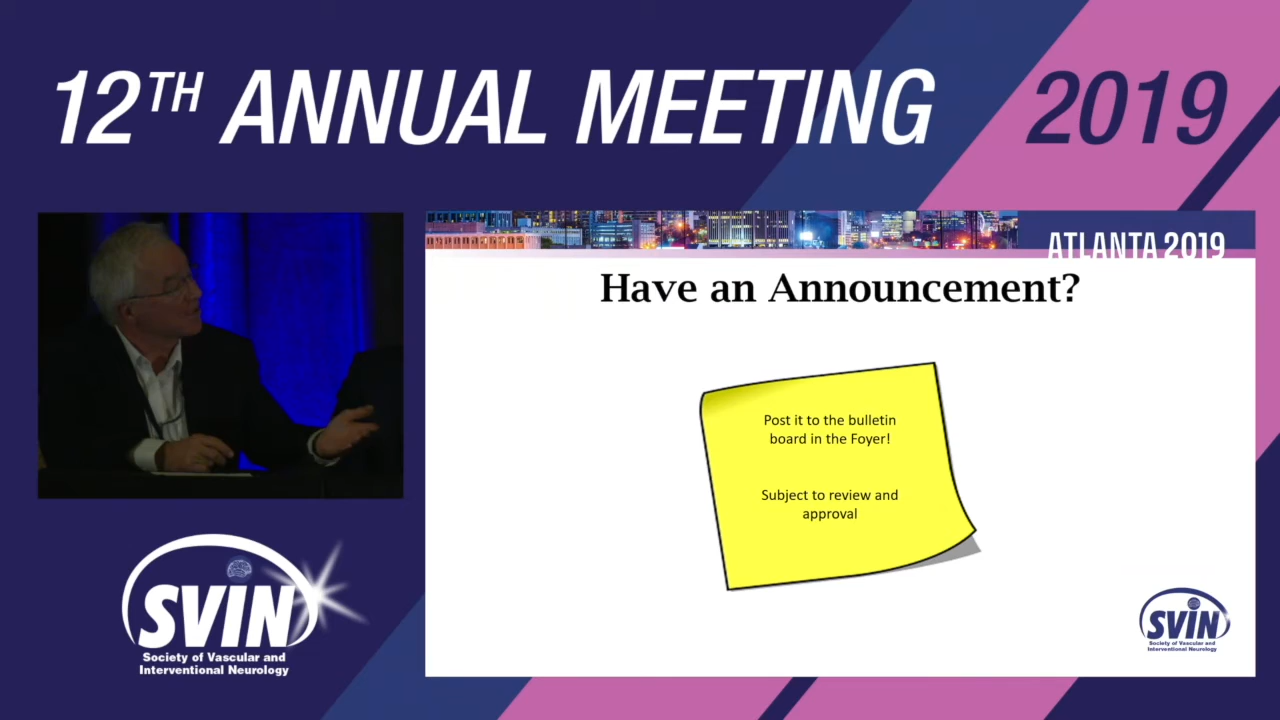 12TH ANNUAL MEETING 2019
ATLANTA 2019
Have an Announcement?
Post it to the bulletin
board in the Foyer!
Subject to review and
approval
SVIN
Society of Vascular and
Interventional Neurology
SVIN
Society of Vascular and
Interventional Neurology